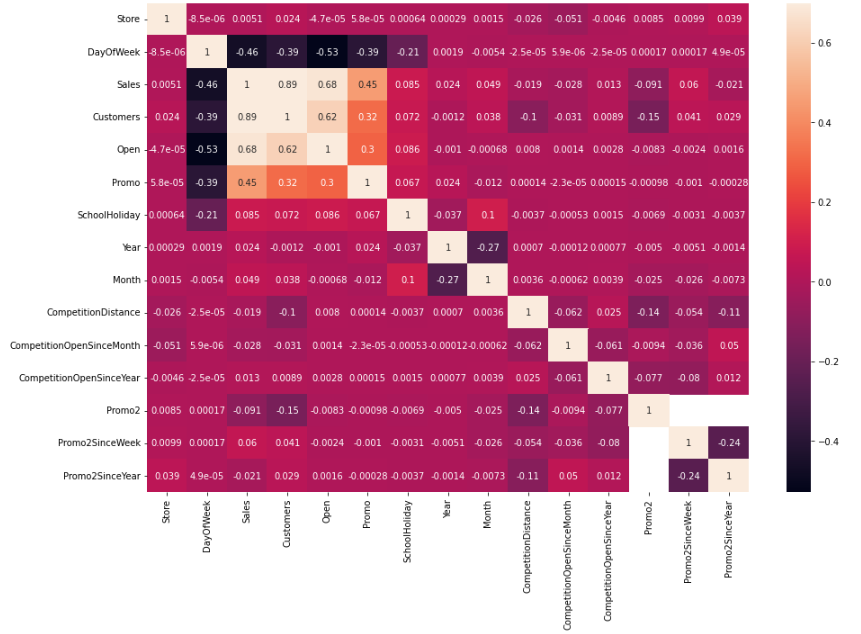 Store 1 -8.5e-06 0.0051 0.024 -4.7e-05 5.8e-05 0.00064 0.00029 0.0015 -0.026 -0.051 -0.0046 0.0085 0.0099 0.039
DayOfWeek -8.5e-06 1 -0.46 -0.39 -0.53 -0.39 -0.21 0.0019 -0.0054 -2.5e-05 5.9e-06 -2.5e-05 0.00017 0.00017 4.9e-05
Sales 0.0051 -0.46 1 0.89 0.68 0.45 0.085 0.024 0.049 -0.019 -0.028 0.013 -0.091 0.06 -0.021
Customers 0.024 -0.39 0.89 1 0.62 0.32 0.072 -0.0012 0.038 -0.1 -0.031 0.0089 -0.15 0.041 0.029
Open -4.7e-05 -0.53 0.68 0.62 1 0.3 0.086 -0.001 -0.00068 0.008 0.0014 0.0028 -0.0083 -0.0024 0.0016
Promo 5.8e-05 -0.39 0.45 0.32 0.3 1 0.067 0.024 -0.012 0.00014 -2.3e-05 0.00015 -0.00098 -0.001 -0.00028
SchoolHoliday 0.00064 -0.21 0.085 0.072 0.086 0.067 1 -0.037 0.1 -0.0037 -0.00053 0.0015 -0.0069 -0.0031 -0.0037
Year 0.00029 0.0019 0.024 -0.0012 -0.001 0.024 -0.037 1 -0.27 0.0007 -0.00012 0.00077 -0.005 -0.0051 -0.0014
Month 0.0015 -0.0054 0.049 0.038 -0.00068 -0.012 0.1 -0.27 1 0.0036 -0.00062 0.0039 -0.025 -0.026 -0.0073
CompetitionDistance -0.026 -2.5e-05 -0.019 -0.1 0.008 0.00014 -0.0037 0.0007 0.0036 1 -0.062 0.025 -0.14 -0.054 -0.11
CompetitionOpenSinceMonth -0.051 5.9e-06 -0.028 -0.031 0.0014 -2.3e-05 -0.00053 -0.00012 -0.00062 -0.062 1 -0.061 -0.0094 -0.036 0.05
CompetitionOpenSinceYear -0.0046 -2.5e-05 0.013 0.0089 0.0028 0.00015 0.0015 0.00077 0.0039 0.025 -0.061 1 -0.077 -0.08 0.012
Promo2 0.0085 0.00017 -0.091 -0.15 -0.0083 -0.00098 -0.0069 -0.005 -0.025 -0.14 -0.0094 -0.077 1
Promo2SinceWeek 0.0099 0.00017 0.06 0.041 -0.0024 -0.001 -0.0031 -0.0051 -0.026 -0.054 -0.036 -0.08 1 -0.24
Promo2SinceYear 0.039 4.9e-05 -0.021 0.029 0.0016 -0.00028 -0.0037 -0.0014 -0.0073 -0.11 0.05 0.012 -0.24 1
Store
DayOfWeek
Sales
Customers
Open
Promo
SchoolHoliday
Year
Month
CompetitionDistance
CompetitionOpenSinceMonth
CompetitionOpenSinceYear
Promo2
Promo2SinceWeek
Promo2SinceYear
0.6
0.4
0.2
0.0
-0.2
-0.4